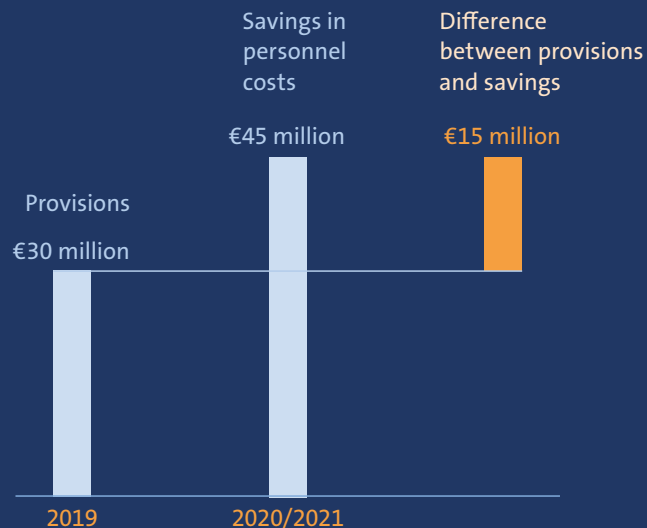 Savings in
personnel
costs
€45 million
Difference
between provisions
and savings
€15 million
Provisions
€30 million
2019
2020/2021